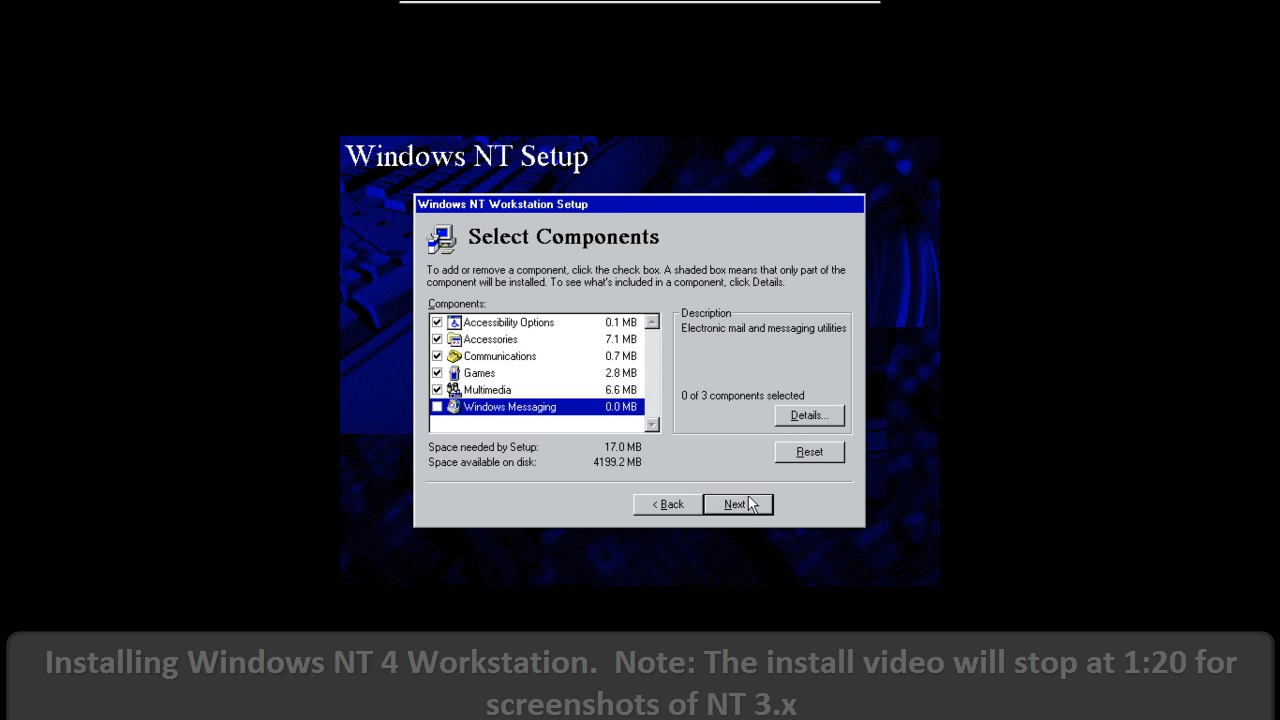 Windows NT Setup
Windows NT Workstation Setup
Select Components
To add or remove a component, click the check box. A shaded box means that only part of the
component will be installed. To see what's included in a component, click Details.
Components:
Accessibility Options 0.1 MB
Accessories 7.1 MB
Communications 0.7 MB
Games 2.8 MB
Multimedia 6.6 MB
Windows Messaging 0.0 MB
Description
Electronic mail and messaging utilities
0 of 3 components selected
Details...
Space needed by Setup: 17.0 MB
Space available on disk: 4199.2 MB
Reset
< Back
Next
Installing Windows NT 4 Workstation. Note: The install video will stop at 1:20 for
screenshots of NT 3.x